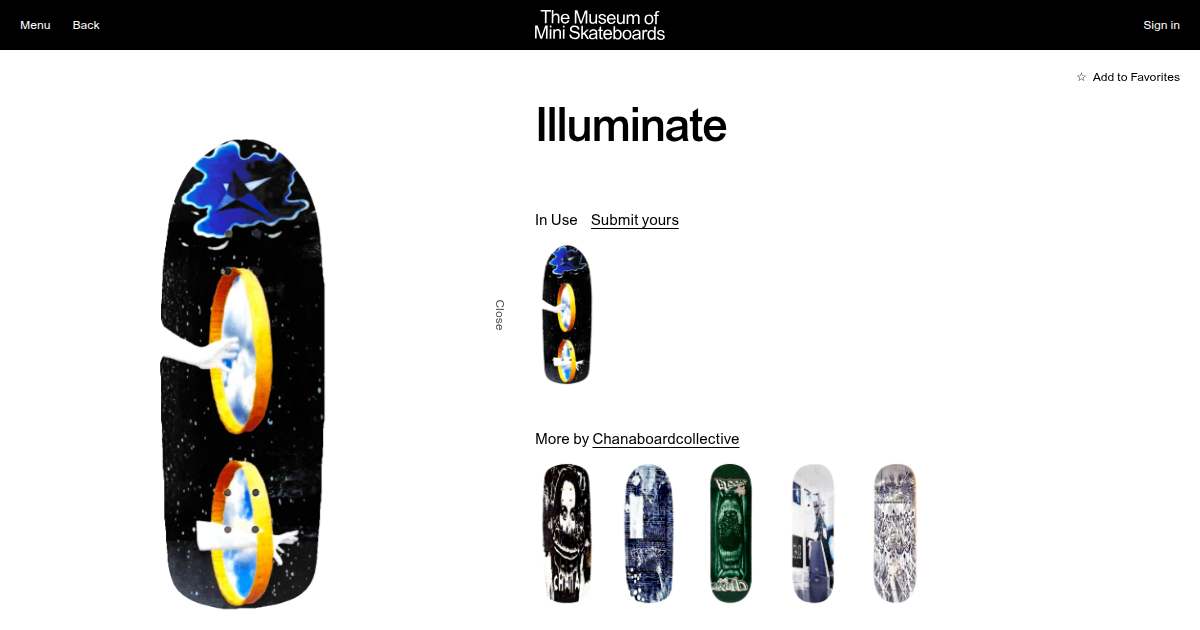 Menu
Back
The Museum of
Mini Skateboards
Sign in
☆ Add to Favorites
Illuminate
In Use
Submit yours
Close
More by Chanaboardcollective